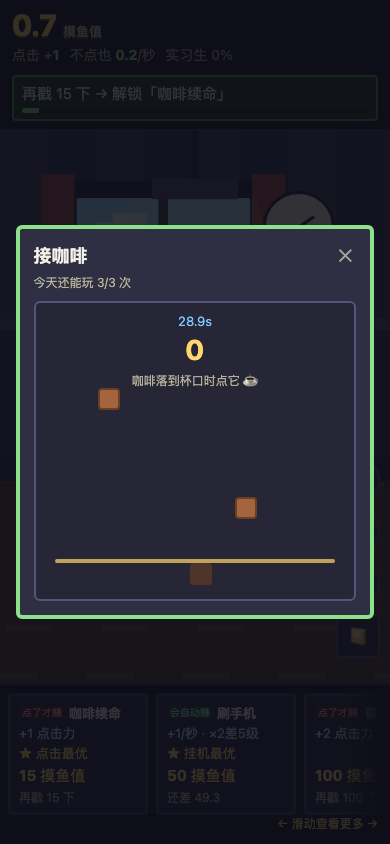 0.7 摸鱼值
点击 +1 不点也 0.2/秒 实习生 0%
再戳 15 下 → 解锁「咖啡续命」
接咖啡
今天还能玩 3/3 次
28.9s
0
咖啡落到杯口时点它 ☕
点了才赚 咖啡续命
+1 点击力
★ 点击最优
15 摸鱼值
再戳 15 下
会自动赚 刷手机
+1/秒 · ×2差5级
★ 挂机最优
50 摸鱼值
还差 49.3
点了才赚
+2 点击力
100 摸鱼
再戳 100
← 滑动查看更多 →